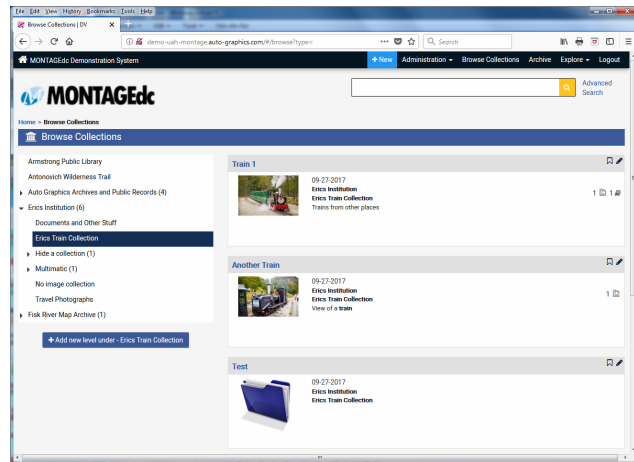 File Edit View History Bookmarks Tools Help
Browse Collections | DV
demo-uah-montage.auto-graphics.com/#/browse?type=
Search
MONTAGEdc Demonstration System
+ New Administration Browse Collections Archive Explore Logout
MONTAGEdc
Advanced
Search
Home > Browse Collections
Browse Collections
Armstrong Public Library
Antonovich Wilderness Trail
Auto Graphics Archives and Public Records (4)
Erics Institution (6)
Documents and Other Stuff
Erics Train Collection
Hide a collection (1)
Multimatic (1)
No image collection
Travel Photographs
Fisk River Map Archive (1)
+ Add new level under - Erics Train Collection
Train 1
09-27-2017
Erics Institution
Erics Train Collection
Trains from other places
1 1
Another Train
09-27-2017
Erics Institution
Erics Train Collection
View of a train
1
Test
09-27-2017
Erics Institution
Erics Train Collection